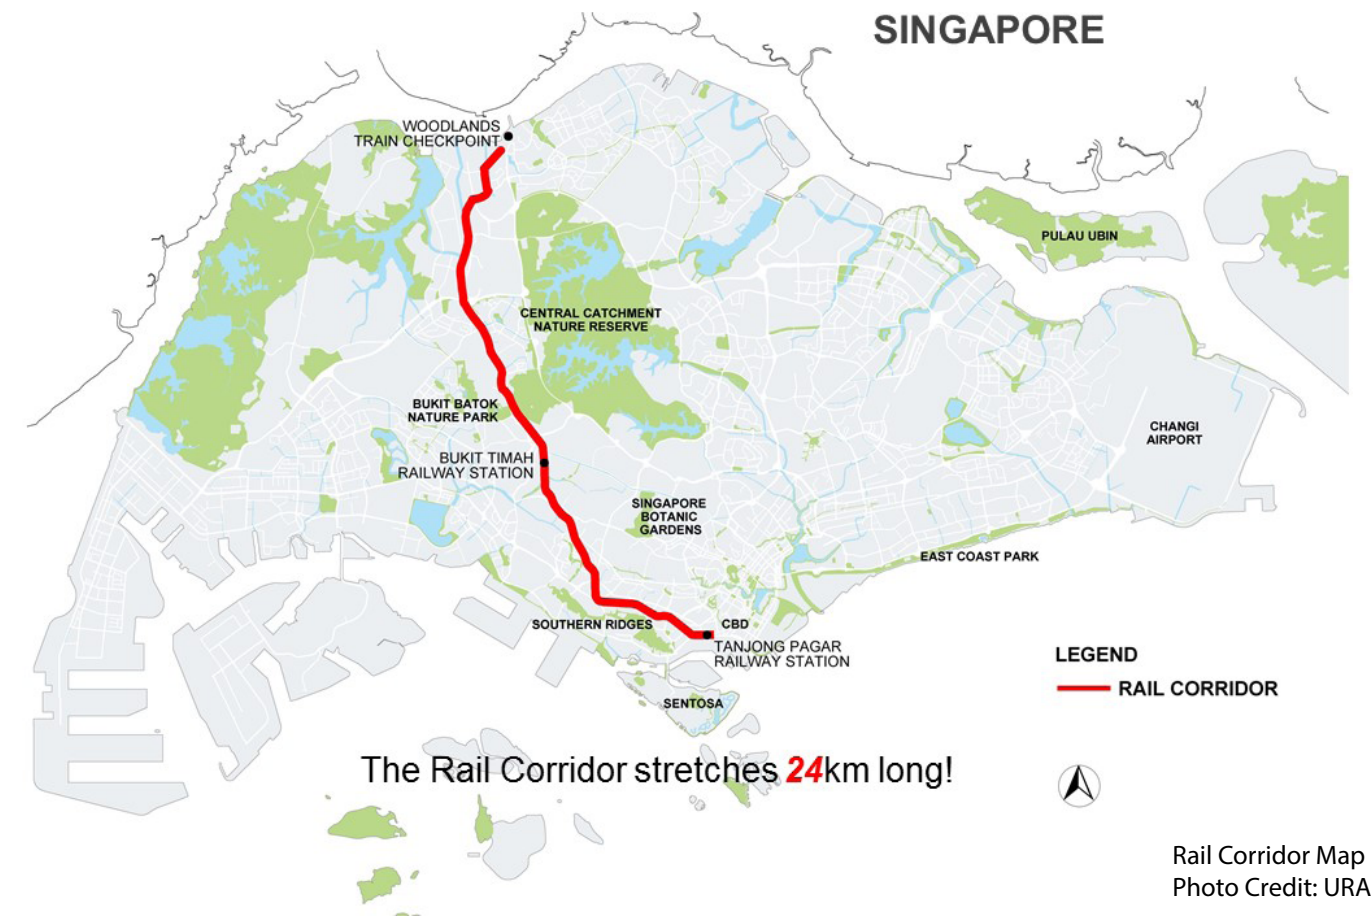 SINGAPORE
WOODLANDS
TRAIN CHECKPOINT
PULAU UBIN
CENTRAL CATCHMENT
NATURE RESERVE
BUKIT BATOK
NATURE PARK
CHANGI
AIRPORT
BUKIT TIMAH
RAILWAY STATION
SINGAPORE
BOTANIC
GARDENS
EAST COAST PARK
SOUTHERN RIDGES
CBD
TANJONG PAGAR
RAILWAY STATION
SENTOSA
LEGEND
RAIL CORRIDOR
The Rail Corridor stretches 24km long!
Rail Corridor Map
Photo Credit: URA